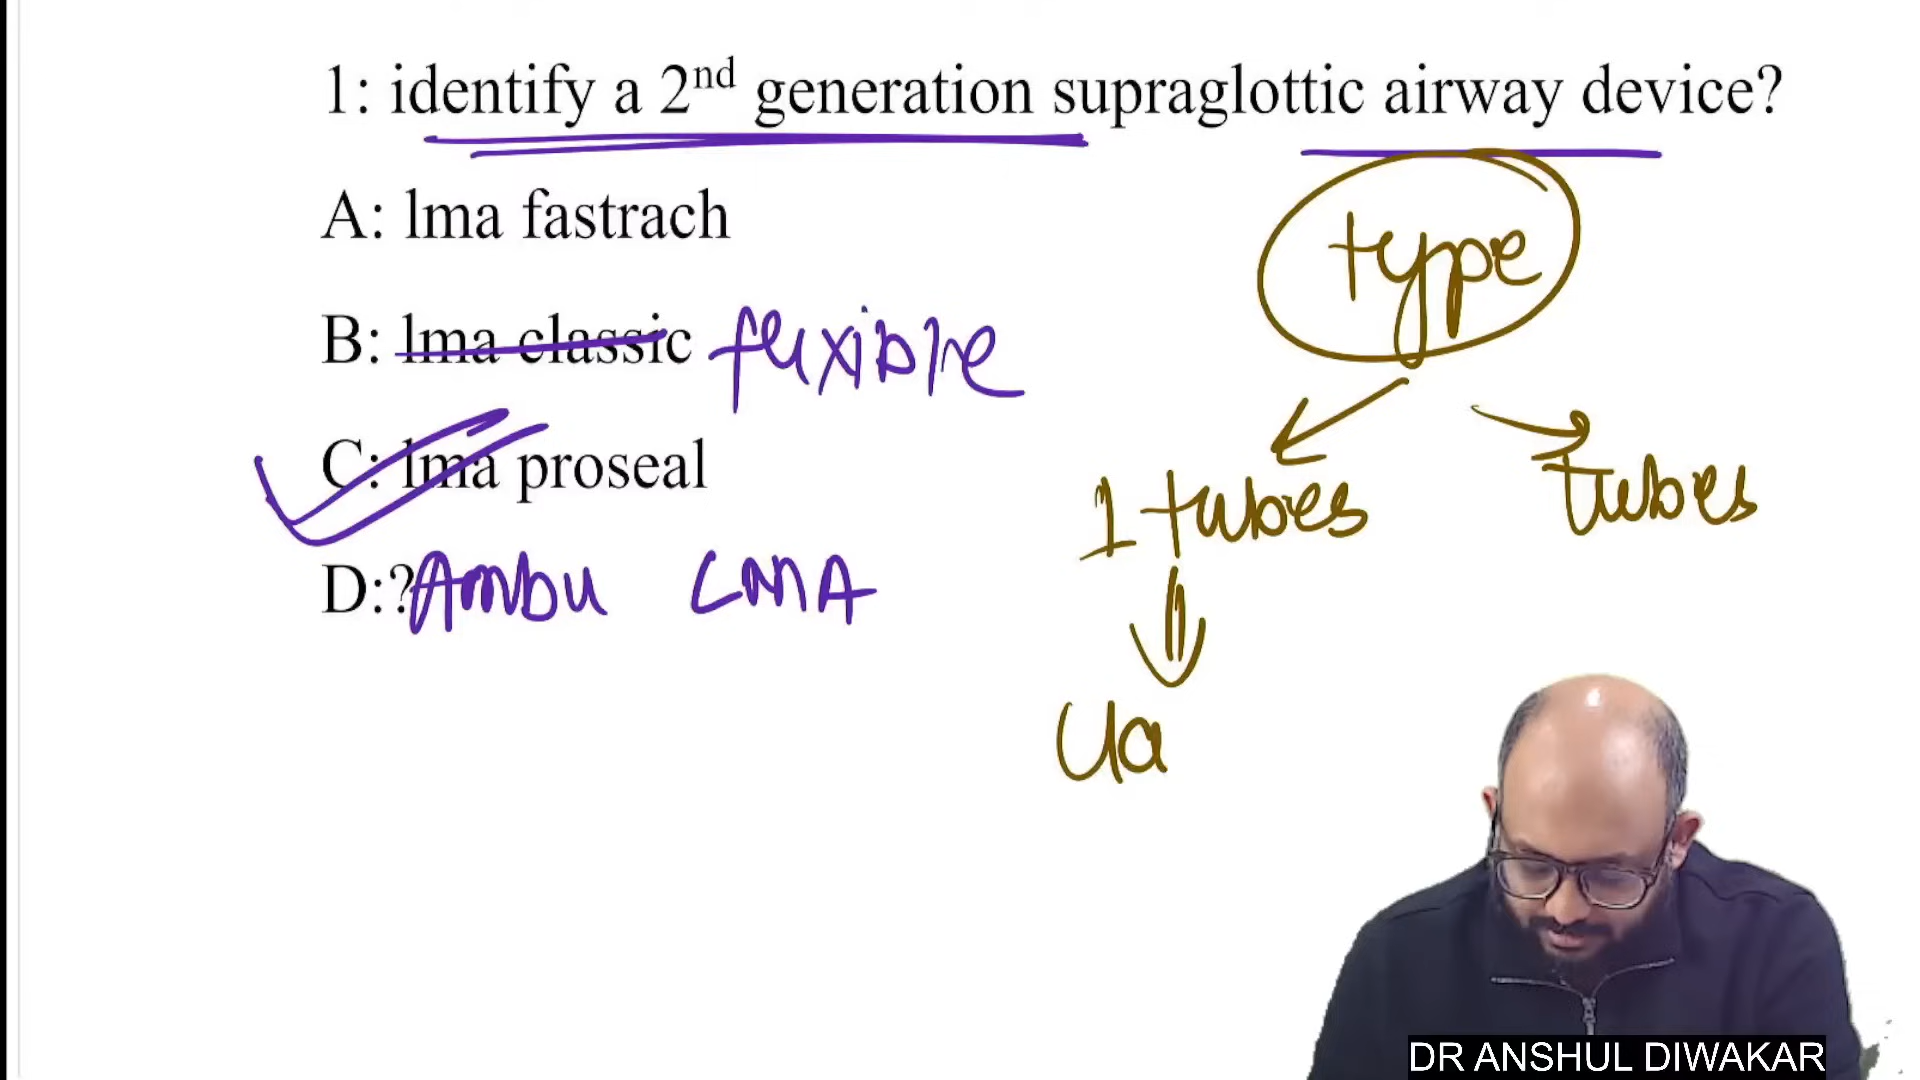 1: identify a 2nd generation supraglottic airway device?
A: lma fastrach
B: lma classic flexible
C: lma proseal
D:? Ambu LMA
type
1 tubes
tubes
Ua
DR ANSHUL DIWAKAR